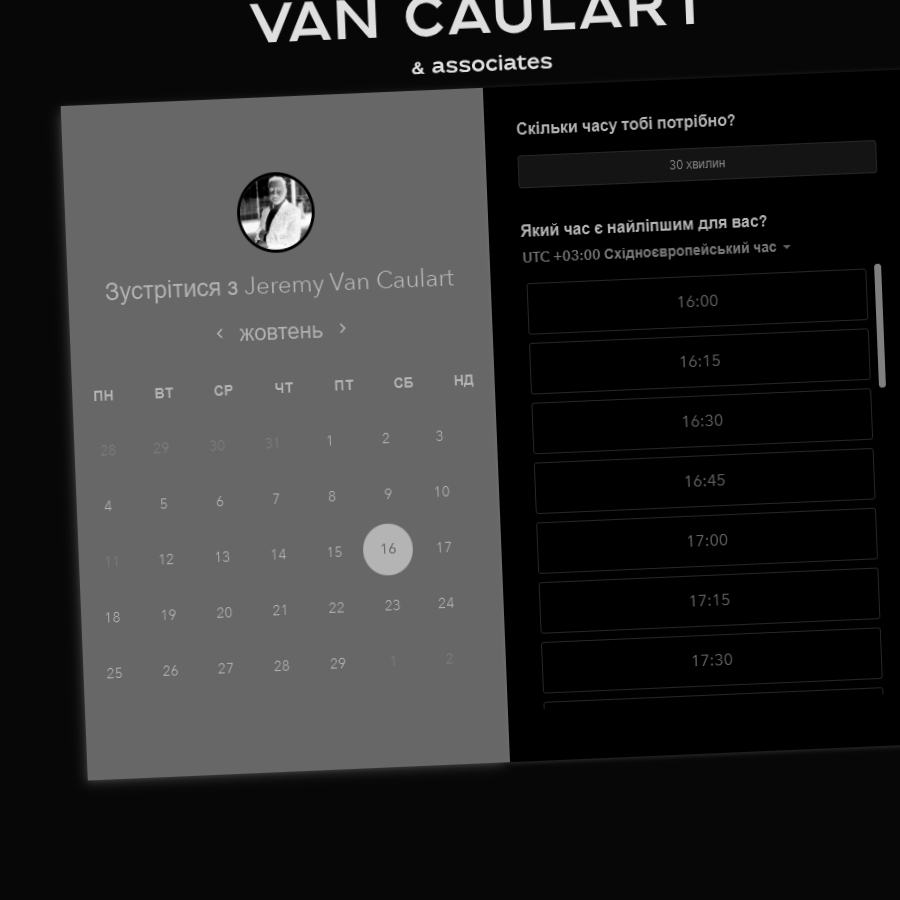 VAN CAULART
& associates
Зустрітися з Jeremy Van Caulart
‹ жовтень ›
ПН ВТ СР ЧТ ПТ СБ НД
28 29 30 31 1 2 3
4 5 6 7 8 9 10
11 12 13 14 15 16 17
18 19 20 21 22 23 24
25 26 27 28 29 1 2
Скільки часу тобі потрібно?
30 хвилин
Який час є найліпшим для вас?
UTC +03:00 Східноєвропейський час
16:00
16:15
16:30
16:45
17:00
17:15
17:30